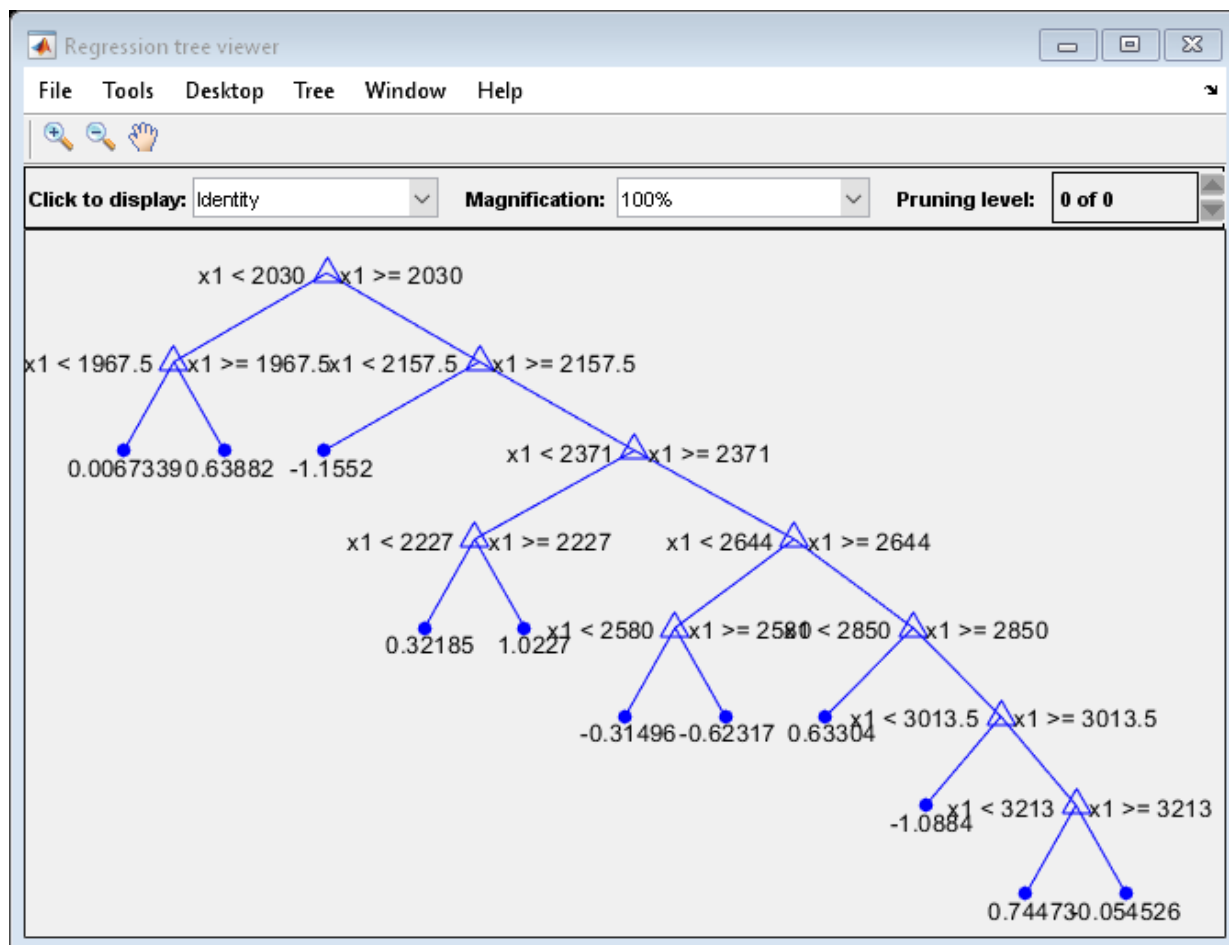 Regression tree viewer
File Tools Desktop Tree Window Help
Click to display: Identity Magnification: 100% Pruning level: 0 of 0
x1 < 2030 x1 >= 2030
x1 < 1967.5 x1 >= 1967.5 x1 < 2157.5 x1 >= 2157.5
0.0067339 0.63882 -1.1552
x1 < 2371 x1 >= 2371
x1 < 2227 x1 >= 2227 x1 < 2644 x1 >= 2644
0.32185 1.0227 x1 < 2580 x1 >= 2580 x1 < 2850 x1 >= 2850
-0.31496 -0.62317 0.63304 x1 < 3013.5 x1 >= 3013.5
-1.0884 x1 < 3213 x1 >= 3213
0.74473 -0.054526